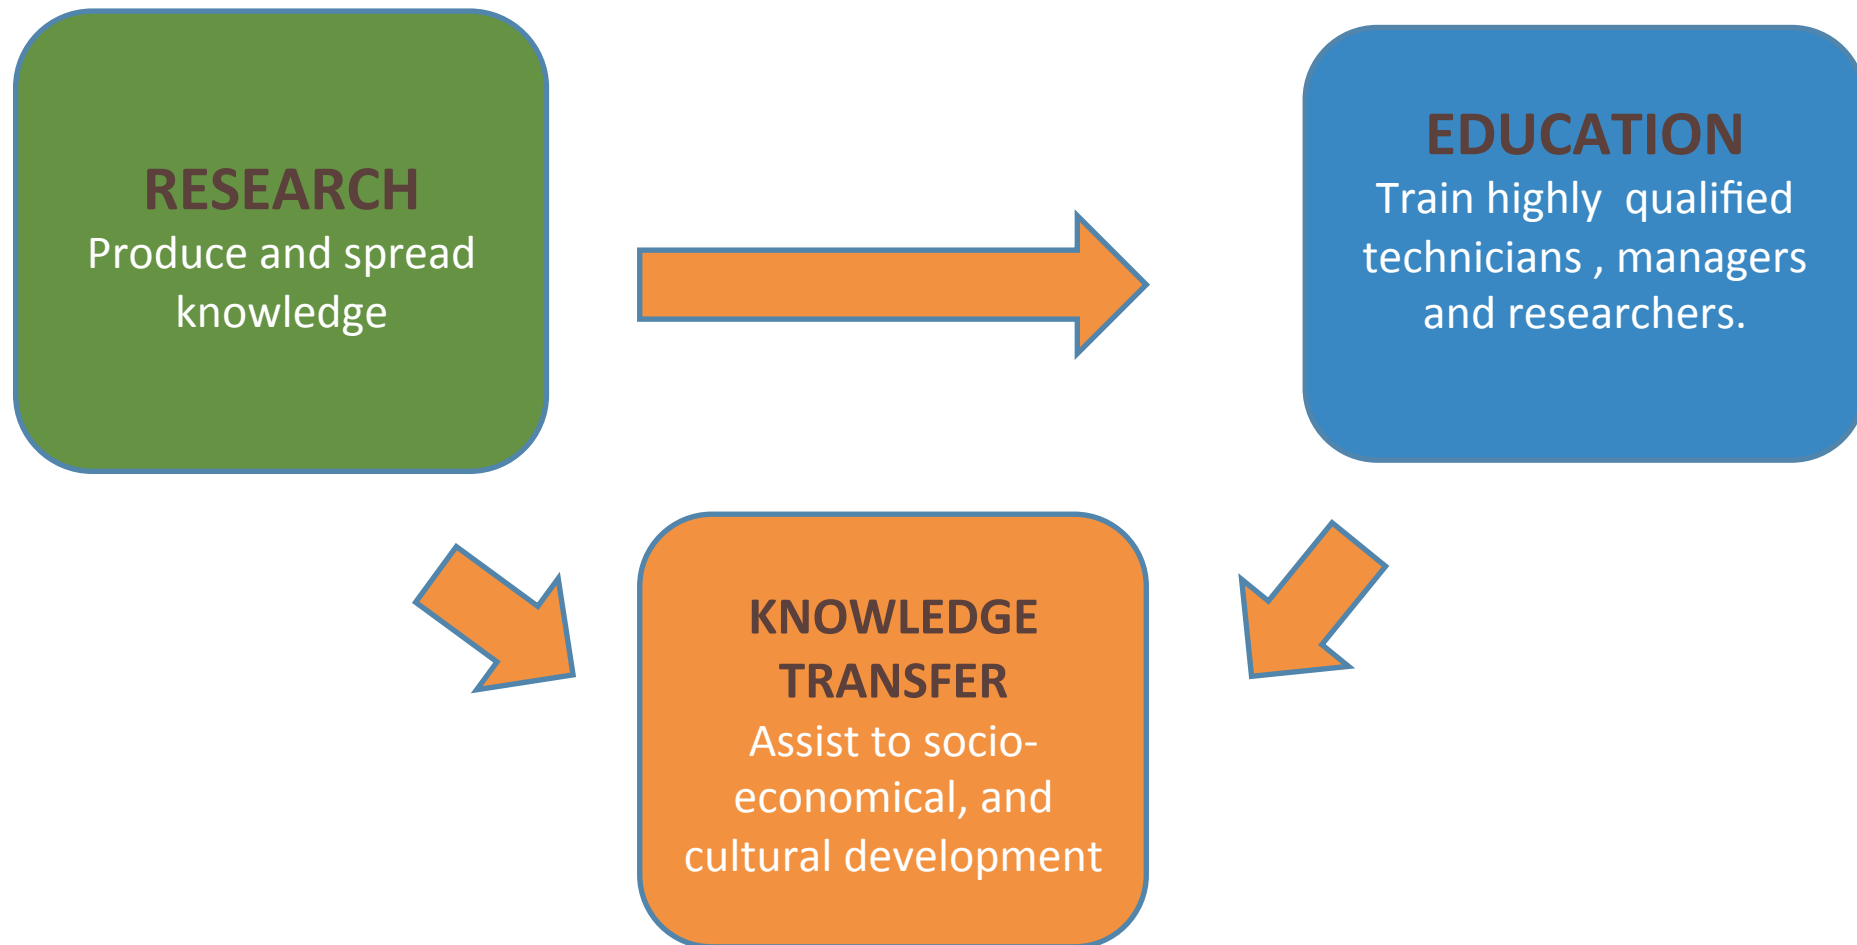 RESEARCH
Produce and spread
knowledge
EDUCATION
Train highly  qualified
technicians , managers
and researchers.
KNOWLEDGE
TRANSFER
Assist to socio-
economical, and
cultural development